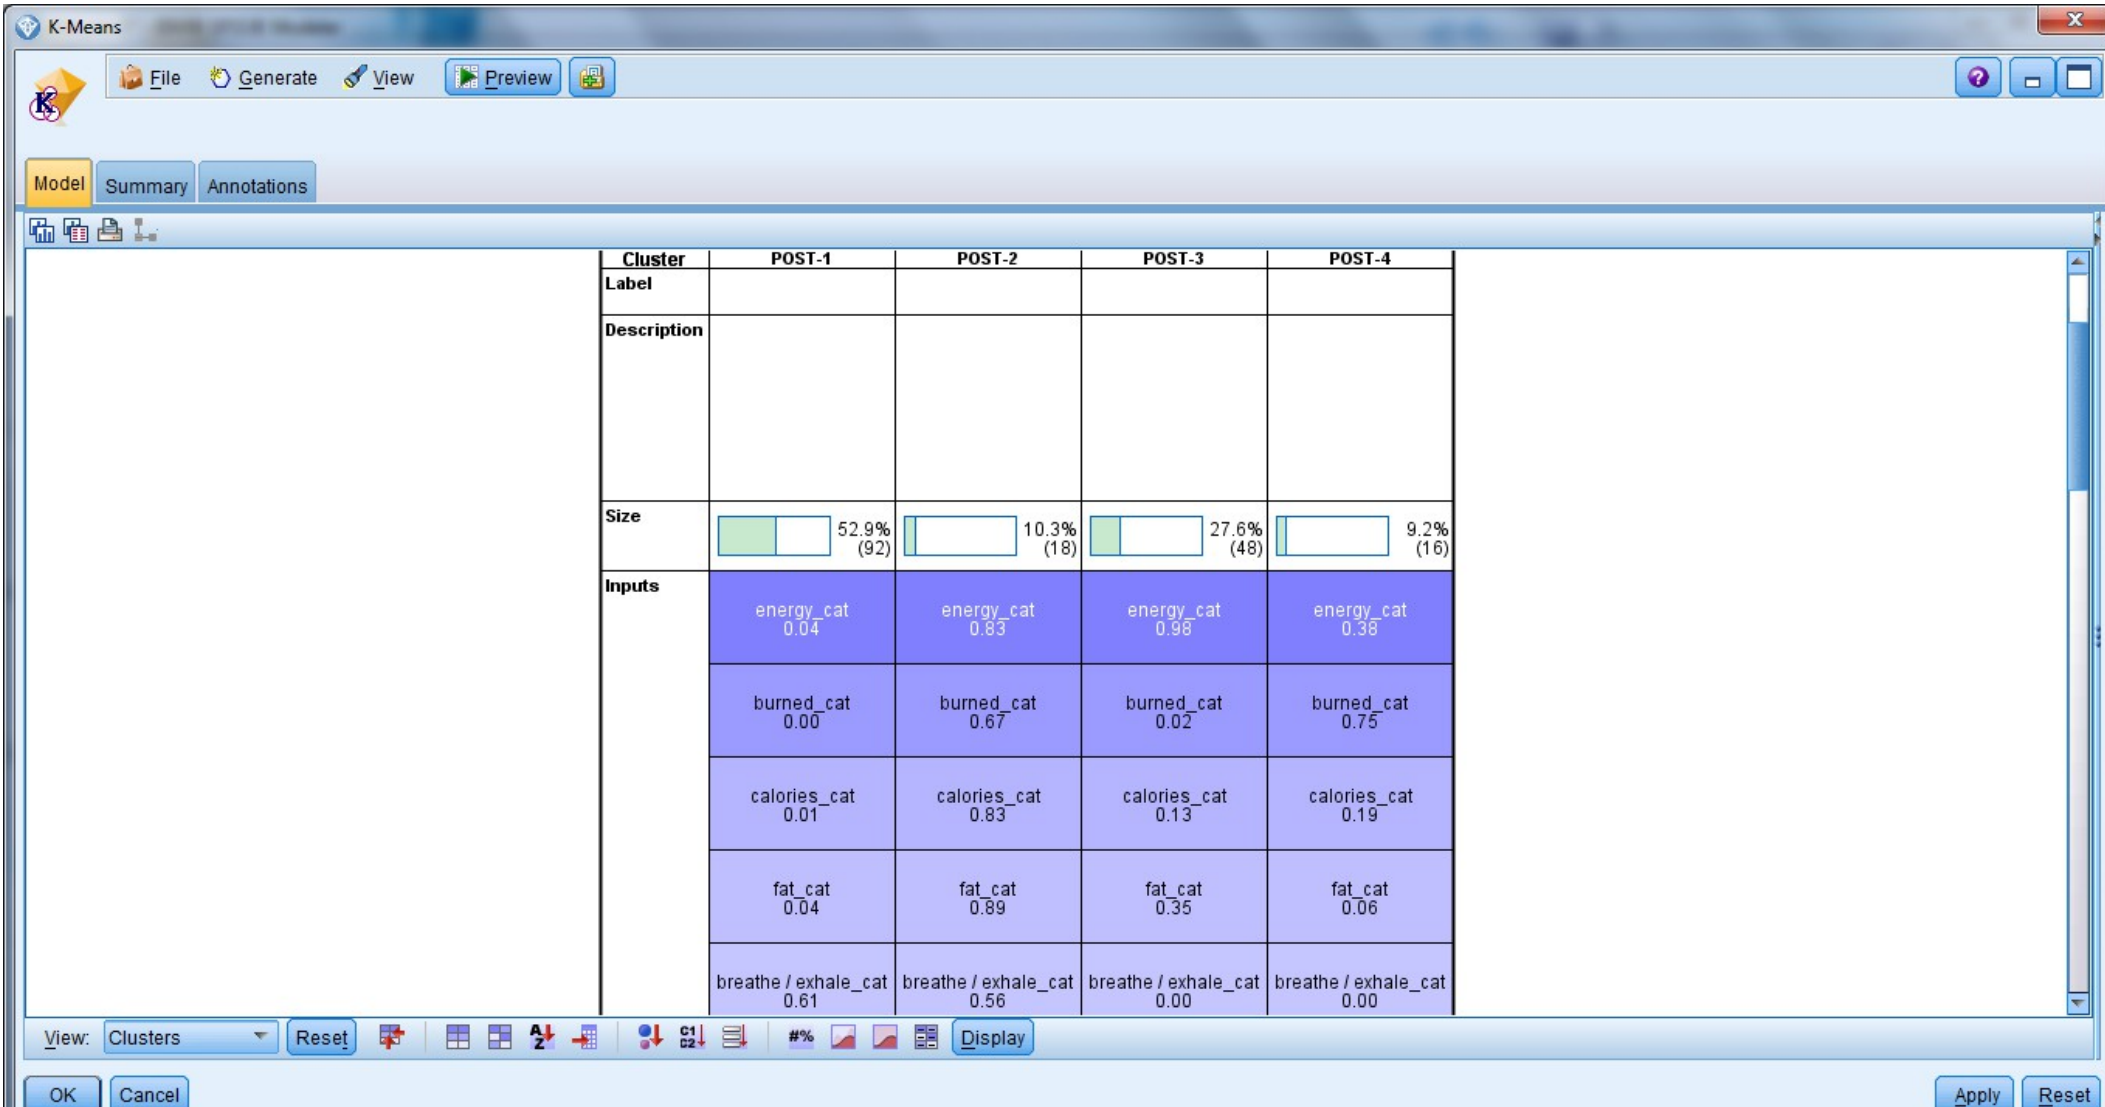 K-Means
X
File Generate View Preview
?
K
Model Summary Annotations
Cluster POST-1 POST-2 POST-3 POST-4
Label
Description
Size
52.9% 10.3% 27.6% 9.2%
(92) (18) (48) (16)
Inputs
energy_cat energy_cat energy_cat energy_cat
0.04 0.83 0.98 0.38
burned_cat burned_cat burned_cat burned_cat
0.00 0.67 0.02 0.75
calories_cat calories_cat calories_cat calories_cat
0.01 0.83 0.13 0.19
fat_cat fat_cat fat_cat fat_cat
0.04 0.89 0.35 0.06
breathe / exhale_cat breathe / exhale_cat breathe / exhale_cat breathe / exhale_cat
0.61 0.56 0.00 0.00
View: Clusters Reset A Z C1 C2 #% Display
OK Cancel Apply Reset